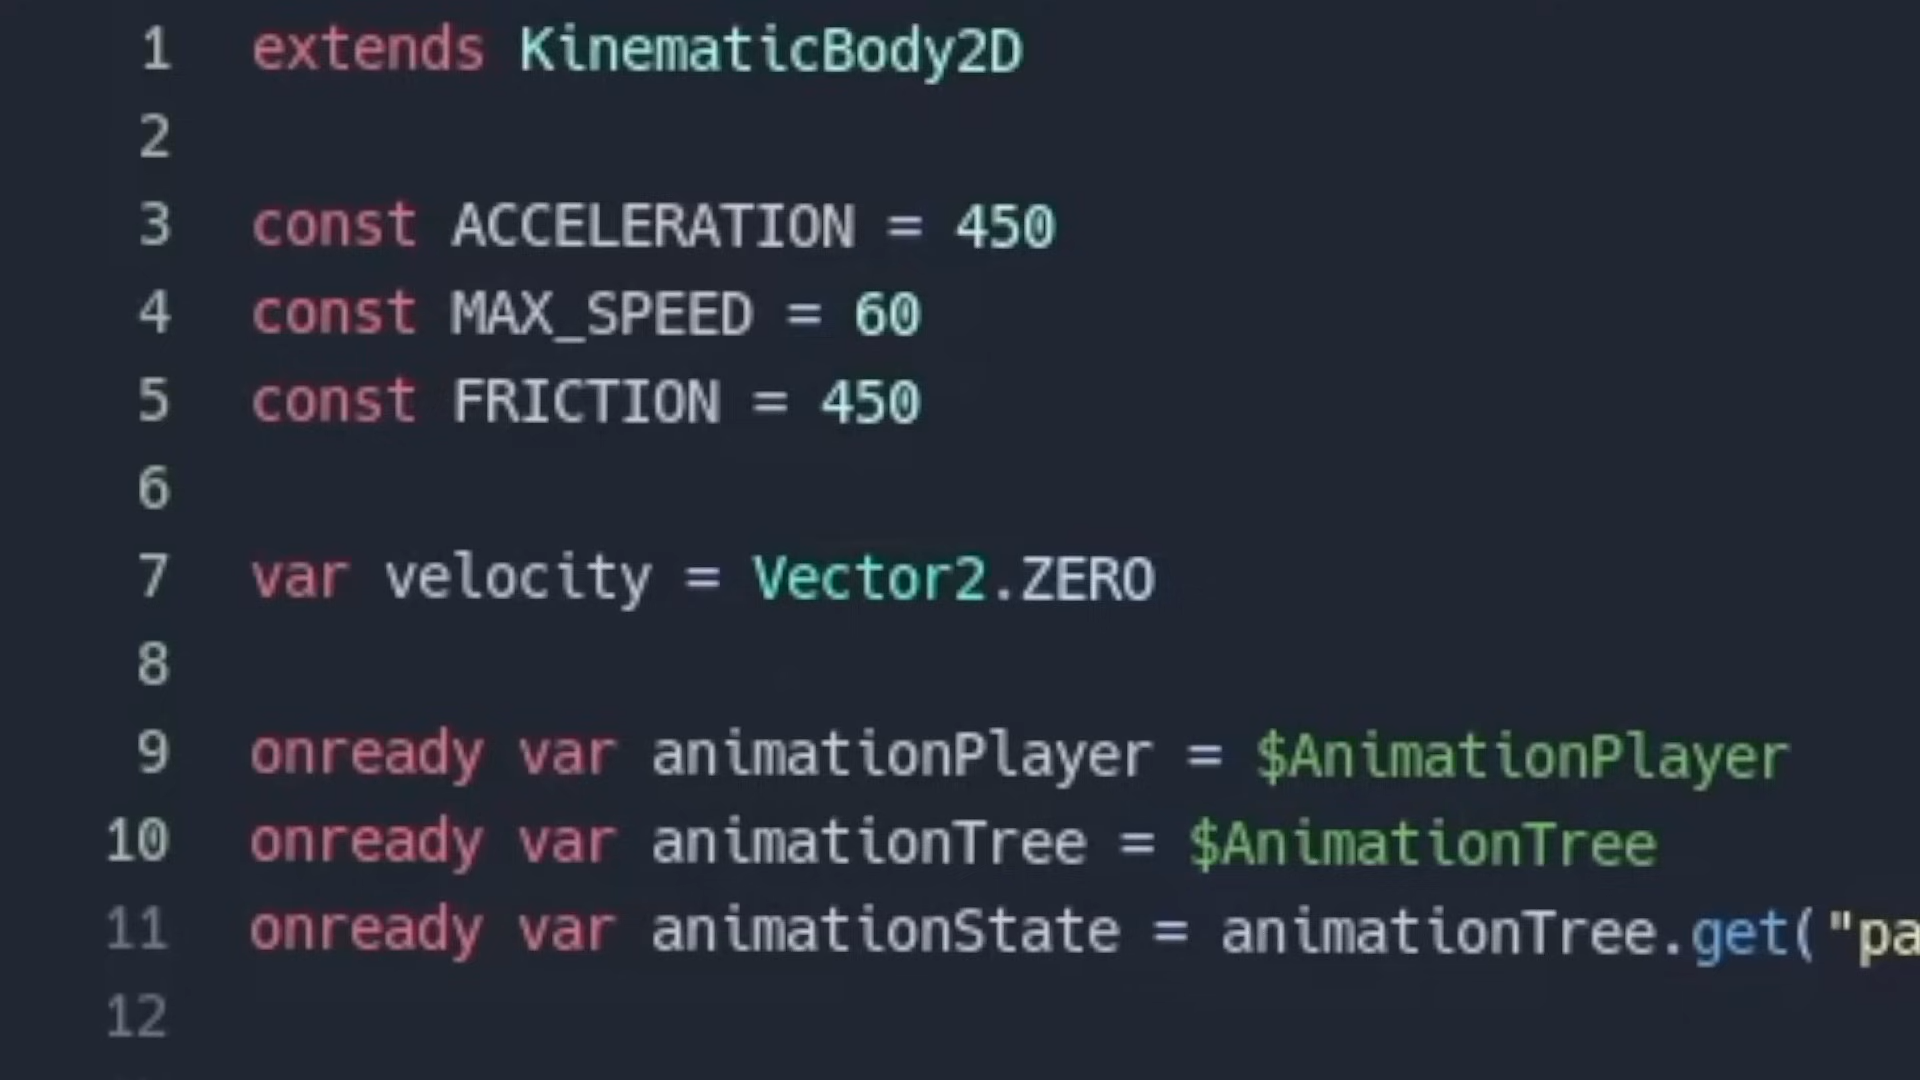 1 extends KinematicBody2D
2
3 const ACCELERATION = 450
4 const MAX_SPEED = 60
5 const FRICTION = 450
6
7 var velocity = Vector2.ZERO
8
9 onready var animationPlayer = $AnimationPlayer
10 onready var animationTree = $AnimationTree
11 onready var animationState = animationTree.get("pa
12